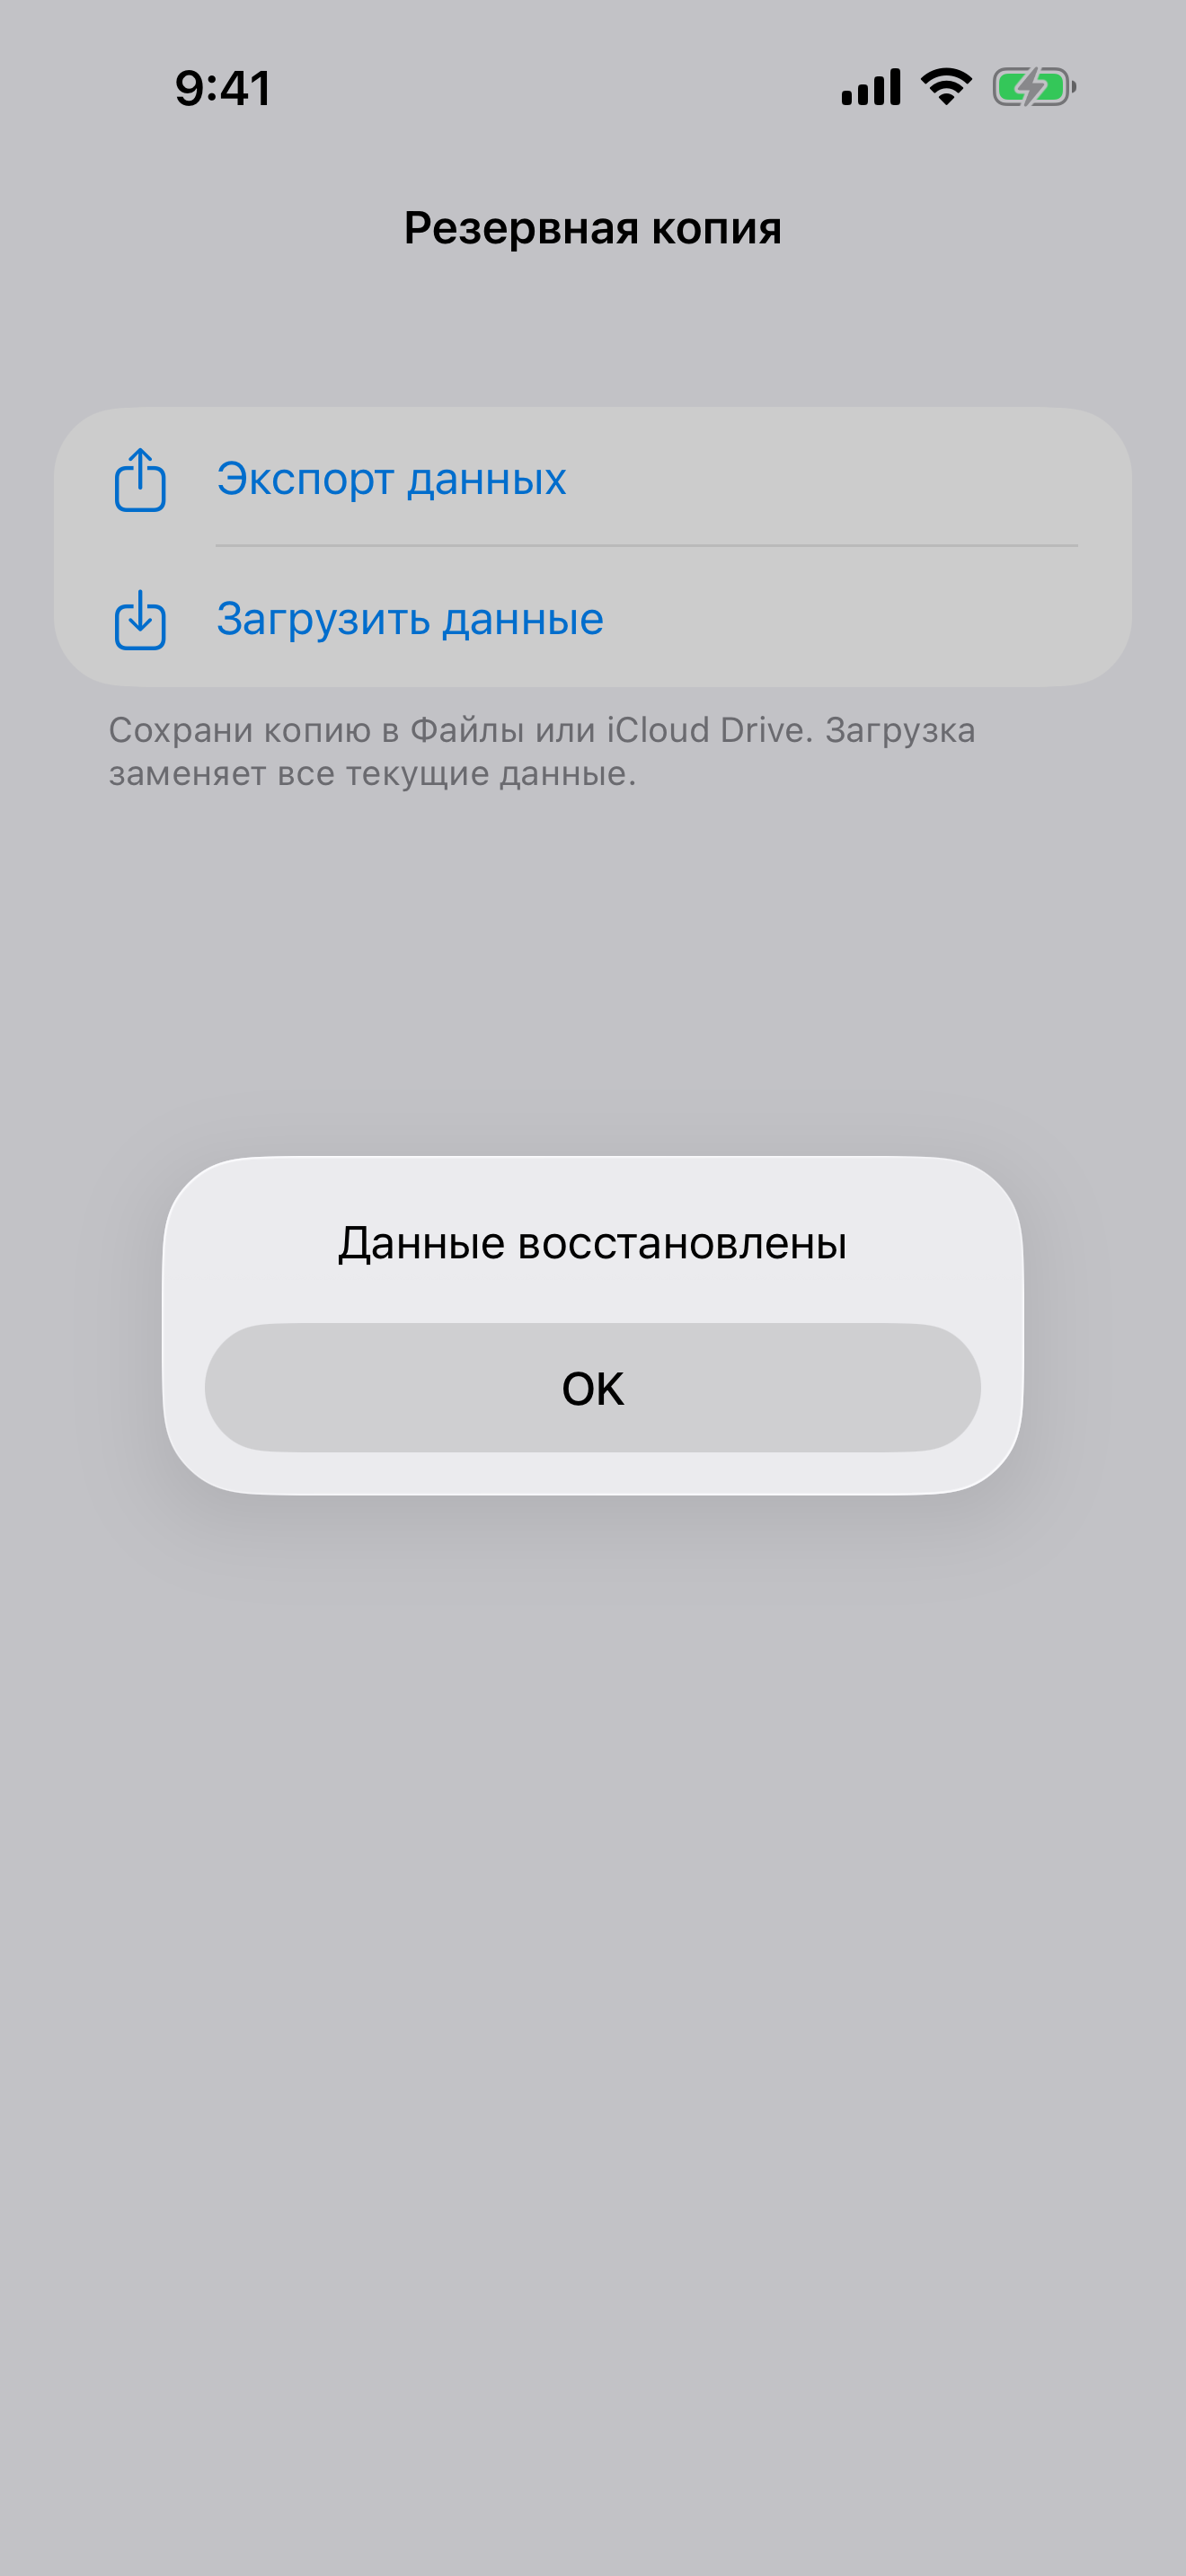 9:41
Резервная копия
Экспорт данных
Загрузить данные
Сохрани копию в Файлы или iCloud Drive. Загрузка
заменяет все текущие данные.
Данные восстановлены
OK